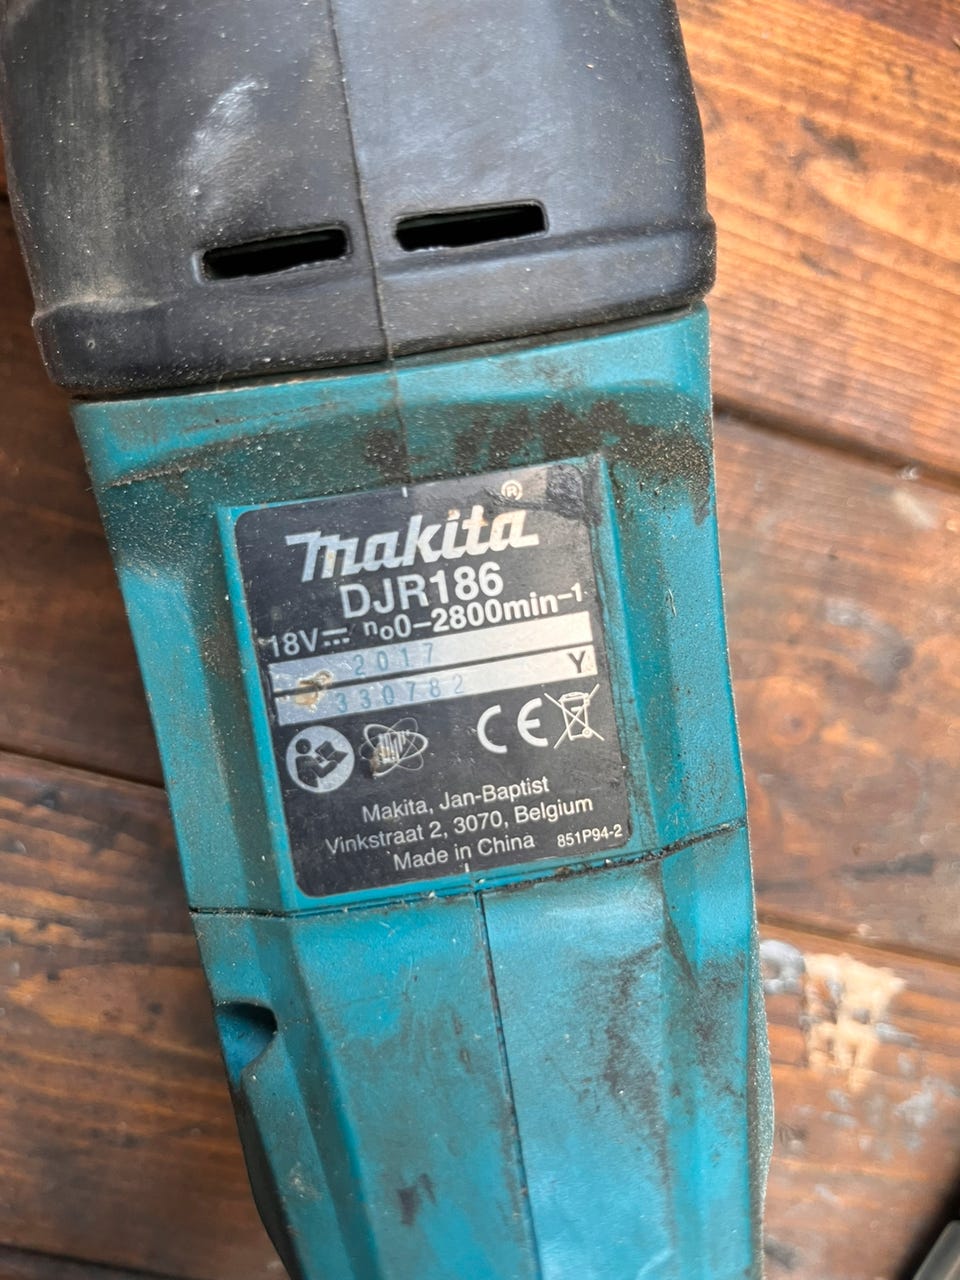 Makita®
DJR186
18V⎓ n₀0–2800min–1
2017
330782 Y
CE
Makita, Jan-Baptist
Vinkstraat 2, 3070, Belgium
Made in China 851P94-2